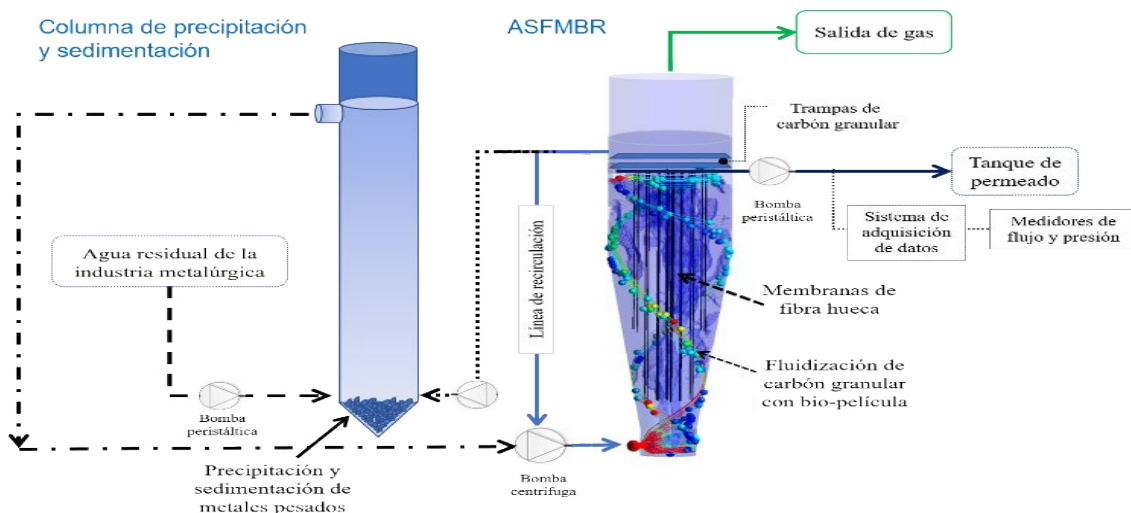 Columna de precipitación
y sedimentación
ASFMBR
Salida de gas
Trampas de
carbón granular
Tanque de
permeado
Bomba
peristáltica
Sistema de
adquisición
de datos
Medidores de
flujo y presión
Agua residual de la
industria metalúrgica
Línea de recirculación
Membranas de
fibra hueca
Fluidización de
carbón granular
con bio-película
Bomba
peristáltica
Bomba
centrífuga
Precipitación y
sedimentación de
metales pesados